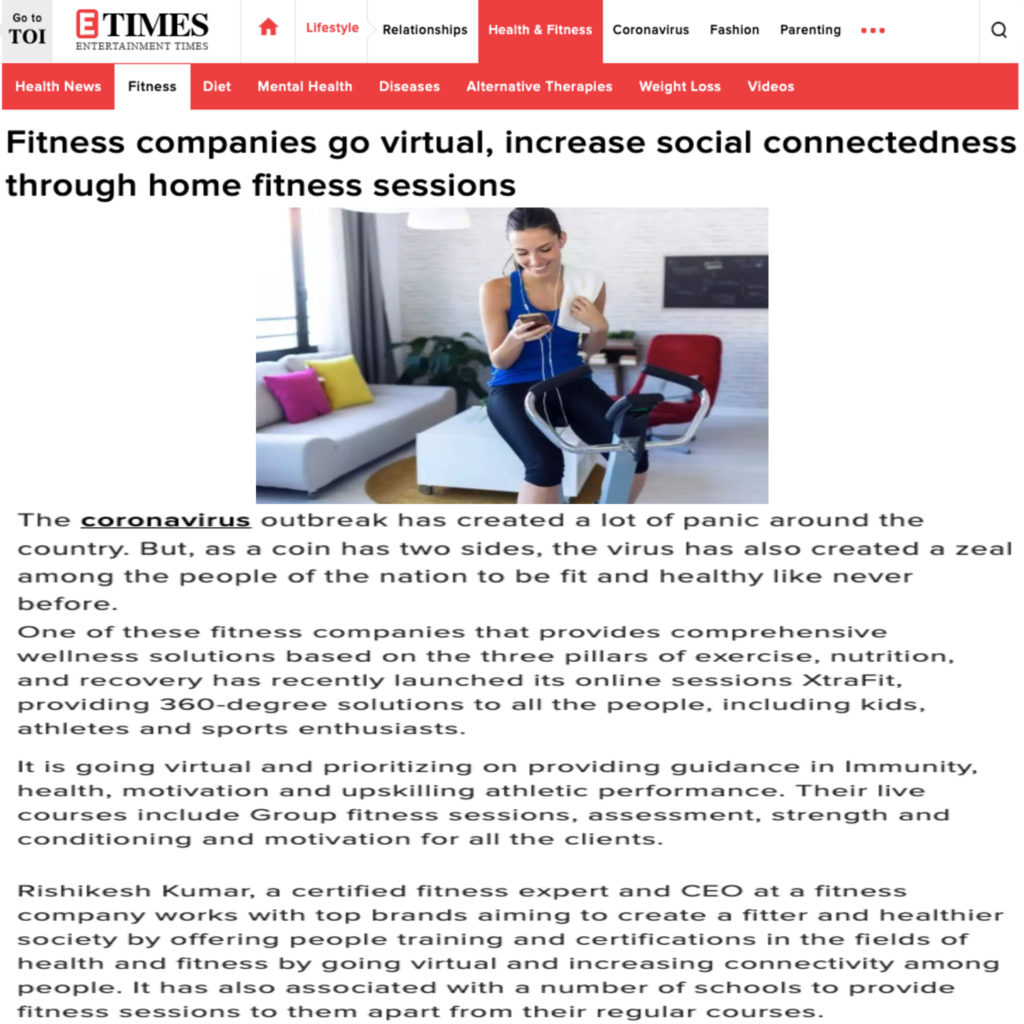 Go to
TOI
E TIMES
ENTERTAINMENT TIMES
Lifestyle
Relationships
Health & Fitness
Coronavirus
Fashion
Parenting
Health News
Fitness
Diet
Mental Health
Diseases
Alternative Therapies
Weight Loss
Videos
Fitness companies go virtual, increase social connectedness
through home fitness sessions
The coronavirus outbreak has created a lot of panic around the
country. But, as a coin has two sides, the virus has also created a zeal
among the people of the nation to be fit and healthy like never
before.
One of these fitness companies that provides comprehensive
wellness solutions based on the three pillars of exercise, nutrition,
and recovery has recently launched its online sessions XtraFit,
providing 360-degree solutions to all the people, including kids,
athletes and sports enthusiasts.
It is going virtual and prioritizing on providing guidance in Immunity,
health, motivation and upskilling athletic performance. Their live
courses include Group fitness sessions, assessment, strength and
conditioning and motivation for all the clients.
Rishikesh Kumar, a certified fitness expert and CEO at a fitness
company works with top brands aiming to create a fitter and healthier
society by offering people training and certifications in the fields of
health and fitness by going virtual and increasing connectivity among
people. It has also associated with a number of schools to provide
fitness sessions to them apart from their regular courses.